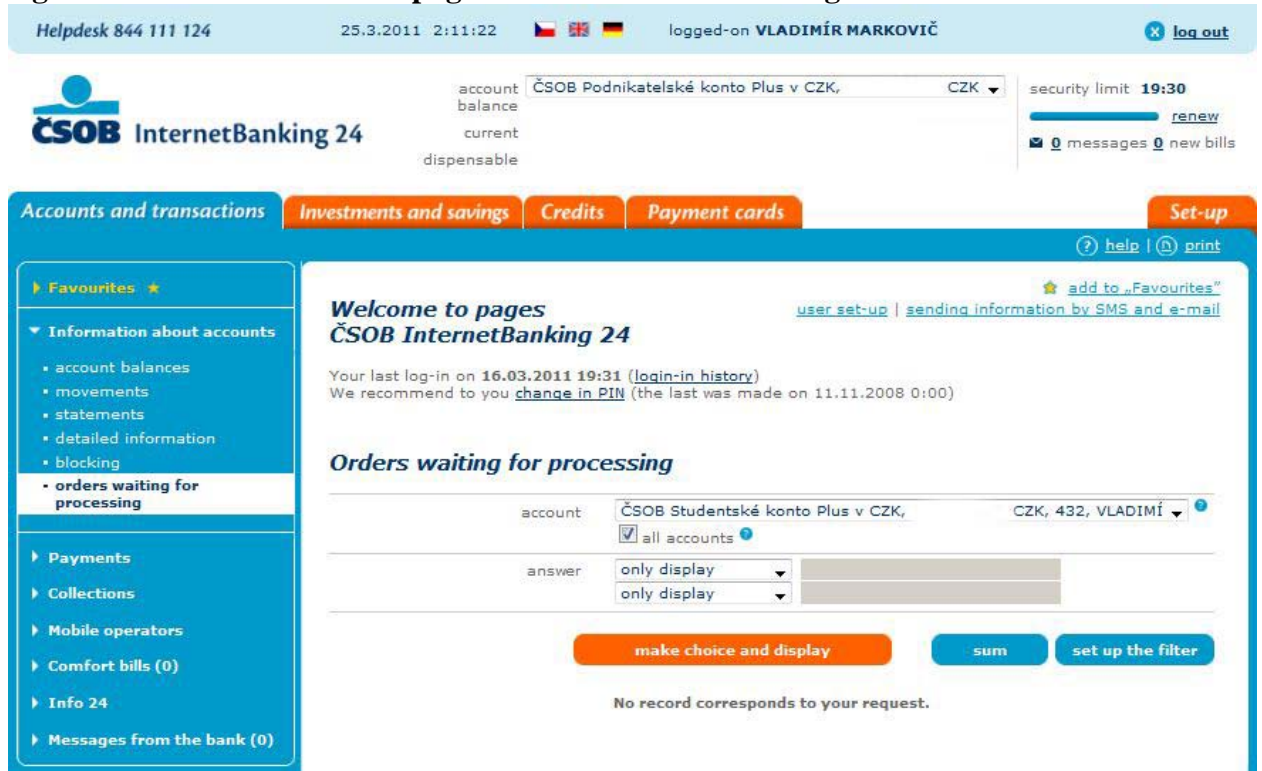 Helpdesk 844 111 124
25.3.2011 2:11:22
logged-on VLADIMÍR MARKOVIČ
log out
ČSOB InternetBanking 24
account balance
ČSOB Podnikatelské konto Plus v CZK, CZK
current
dispensable
security limit 19:30
renew
0 messages 0 new bills
Accounts and transactions
Investments and savings
Credits
Payment cards
Set-up
help | print
Favourites
Information about accounts
account balances
movements
statements
detailed information
blocking
orders waiting for
processing
Payments
Collections
Mobile operators
Comfort bills (0)
Info 24
Messages from the bank (0)
add to „Favourites"
user set-up | sending information by SMS and e-mail
Welcome to pages
ČSOB InternetBanking 24
Your last log-in on 16.03.2011 19:31 (login-in history)
We recommend to you change in PIN (the last was made on 11.11.2008 0:00)
Orders waiting for processing
account
ČSOB Studentské konto Plus v CZK, CZK, 432, VLADIMÍ
all accounts
answer
only display
only display
make choice and display
sum
set up the filter
No record corresponds to your request.